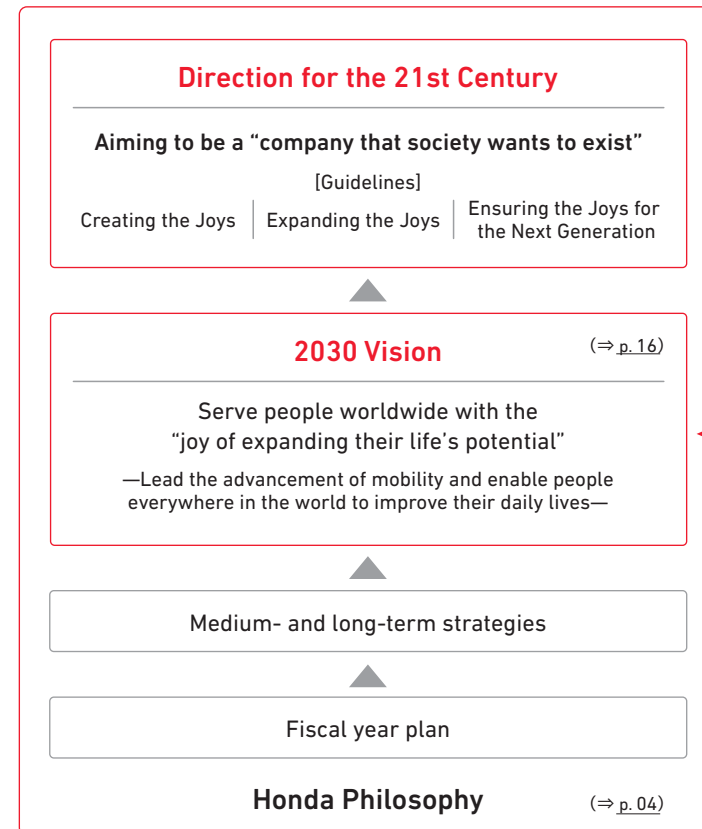 Direction for the 21st Century
Aiming to be a “company that society wants to exist”
[Guidelines]
Creating the Joys
Expanding the Joys
Ensuring the Joys for
the Next Generation
2030 Vision
(⇒ p. 16)
Serve people worldwide with the
“joy of expanding their life’s potential”
—Lead the advancement of mobility and enable people
everywhere in the world to improve their daily lives—
Medium- and long-term strategies
Fiscal year plan
Honda Philosophy
(⇒ p. 04)